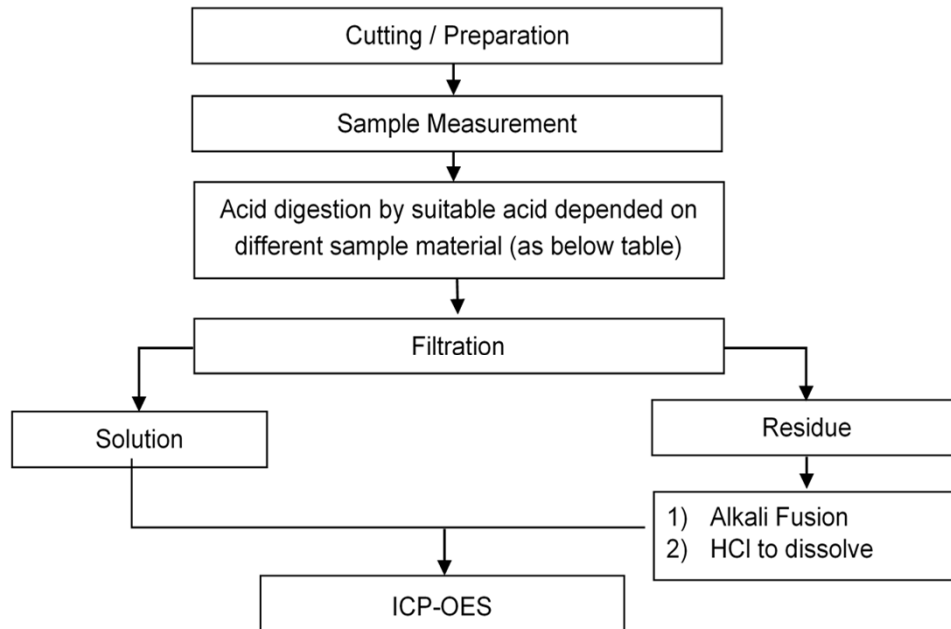 Cutting / Preparation
Sample Measurement
Acid digestion by suitable acid depended on
different sample material (as below table)
Filtration
Solution
Residue
1) Alkali Fusion
2) HCl to dissolve
ICP-OES